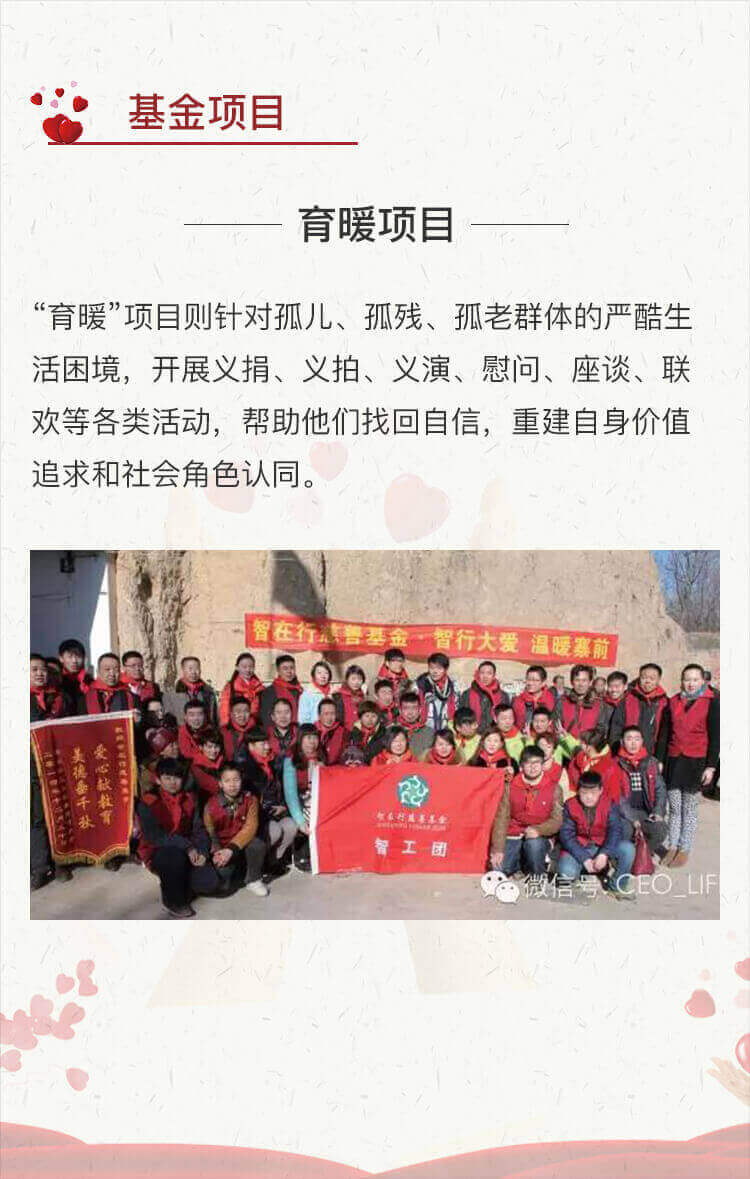 基金项目
育暖项目
“育暖”项目则针对孤儿、孤残、孤老群体的严酷生
活困境，开展义捐、义拍、义演、慰问、座谈、联
欢等各类活动，帮助他们找回自信，重建自身价值
追求和社会角色认同。
智在行慈善基金·智行大爱 温暖寨前
爱心献教育
美德垂千秋
智在行慈善基金
智工团
微信号: CEO_LIF